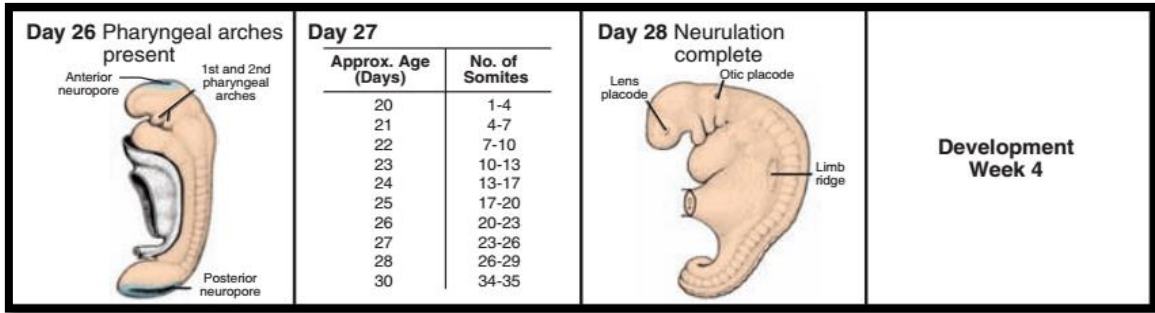 Day 26 Pharyngeal arches
present
Anterior
neuropore
1st and 2nd
pharyngeal
arches
Posterior
neuropore
Day 27
Approx. Age
(Days)
No. of
Somites
20 1-4
21 4-7
22 7-10
23 10-13
24 13-17
25 17-20
26 20-23
27 23-26
28 26-29
30 34-35
Day 28 Neurulation
complete
Lens
placode
Otic placode
Limb
ridge
Development
Week 4